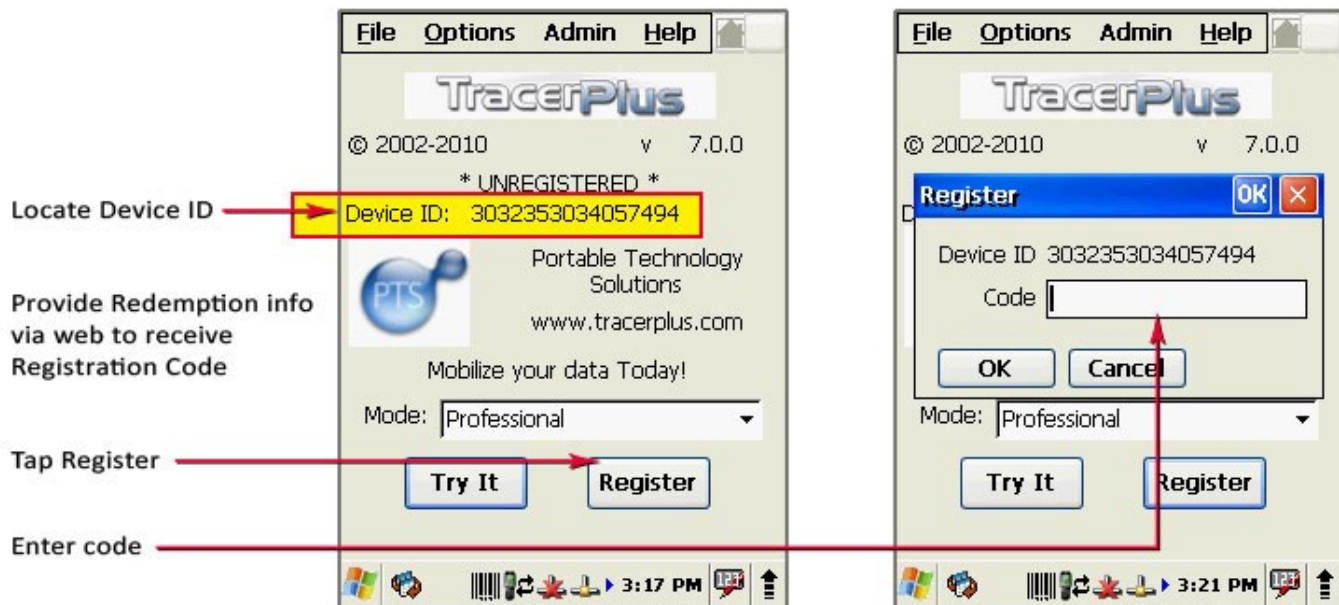 Locate Device ID
Provide Redemption info
via web to receive
Registration Code
Tap Register
Enter code
File Options Admin Help
TracerPlus
© 2002-2010 v 7.0.0
* UNREGISTERED *
Device ID: 3032353034057494
PTS
Portable Technology
Solutions
www.tracerplus.com
Mobilize your data Today!
Mode: Professional
Try It Register
3:17 PM 123
File Options Admin Help
TracerPlus
© 2002-2010 v 7.0.0
Register OK
D
Device ID 3032353034057494
Code
OK Cancel
Mode: Professional
Try It Register
3:21 PM 123